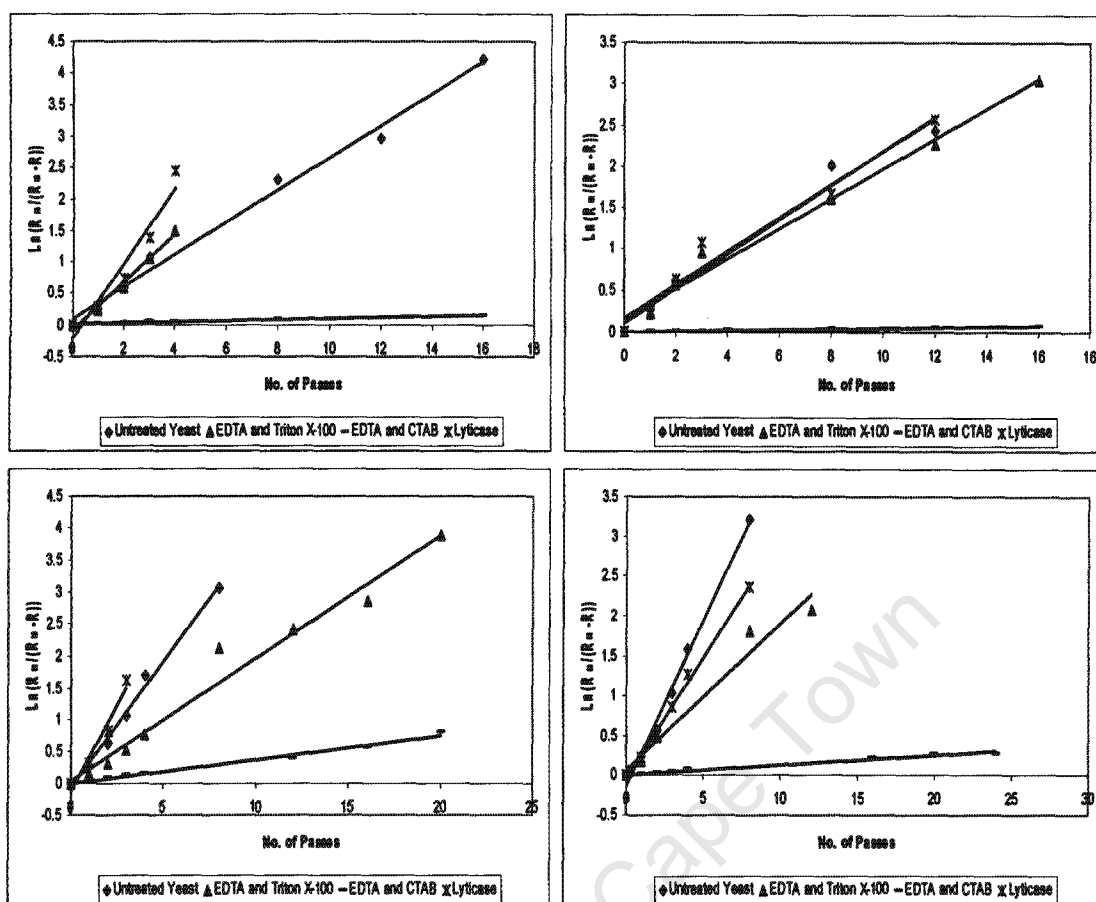 4.5
4
3.5
3
2.5
2
1.5
1
0.5
0
-0.5
Ln (R∞/(R∞-R))
0 2 4 6 8 10 12 14 16 18
No. of Passes
◆ Untreated Yeast ▲ EDTA and Triton X-100 – EDTA and CTAB ж Lyticase
3.5
3
2.5
2
1.5
1
0.5
0
-0.5
Ln (R∞/(R∞-R))
0 2 4 6 8 10 12 14 16 18
No. of Passes
◆ Untreated Yeast ▲ EDTA and Triton X-100 – EDTA and CTAB ж Lyticase
4.5
4
3.5
3
2.5
2
1.5
1
0.5
0
-0.5
Ln (R∞/(R∞-R))
0 5 10 15 20 25
No. of Passes
◆ Untreated Yeast ▲ EDTA and Triton X-100 – EDTA and CTAB ж Lyticase
3.5
3
2.5
2
1.5
1
0.5
0
-0.5
Ln (R∞/(R∞-R))
0 5 10 15 20 25 30
No. of Passes
◆ Untreated Yeast ▲ EDTA and Triton X-100 – EDTA and CTAB ж Lyticase
Cape Town